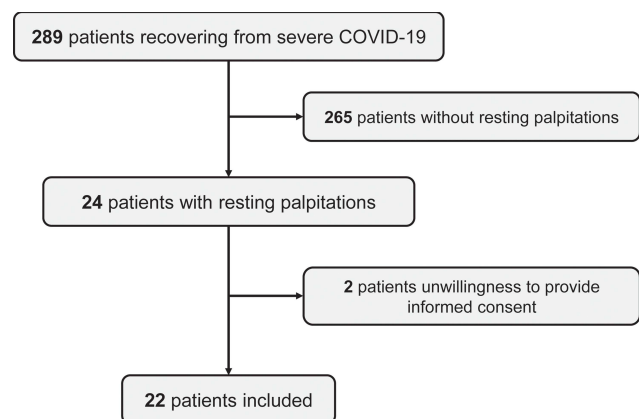 289 patients recovering from severe COVID-19
265 patients without resting palpitations
24 patients with resting palpitations
2 patients unwillingness to provide
informed consent
22 patients included